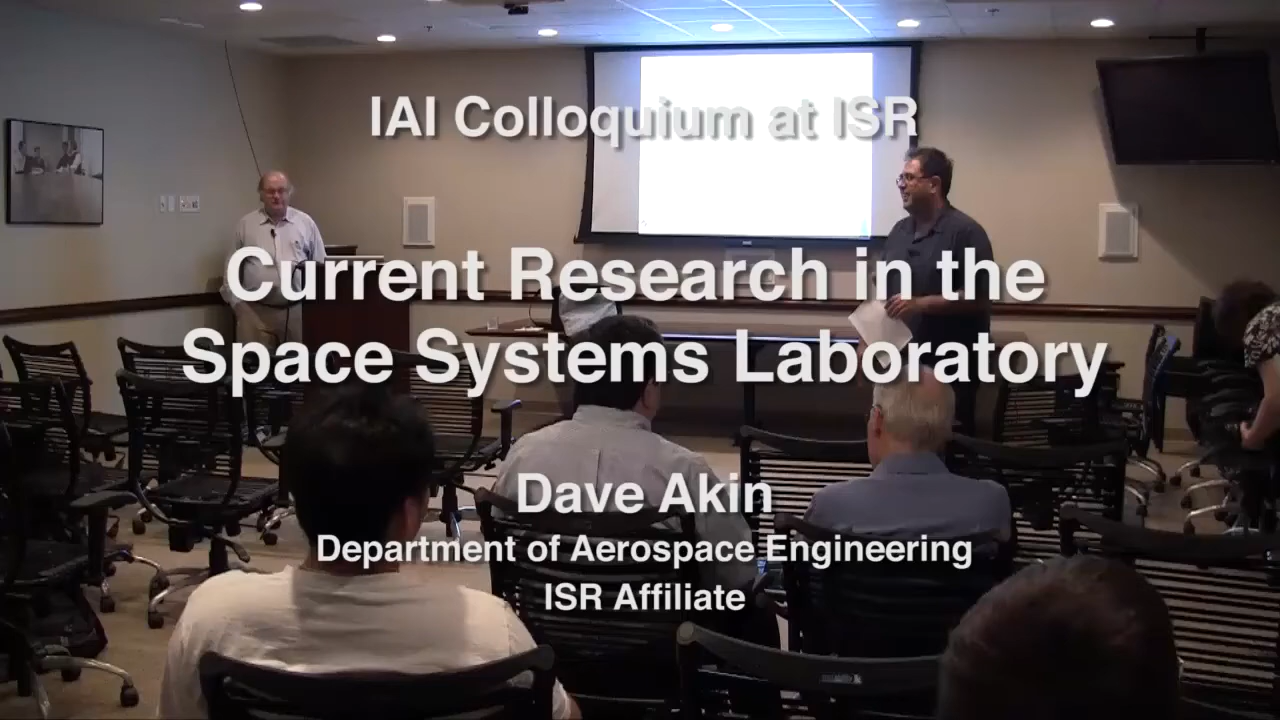 IAI Colloquium at ISR
Current Research in the
Space Systems Laboratory
Dave Akin
Department of Aerospace Engineering
ISR Affiliate